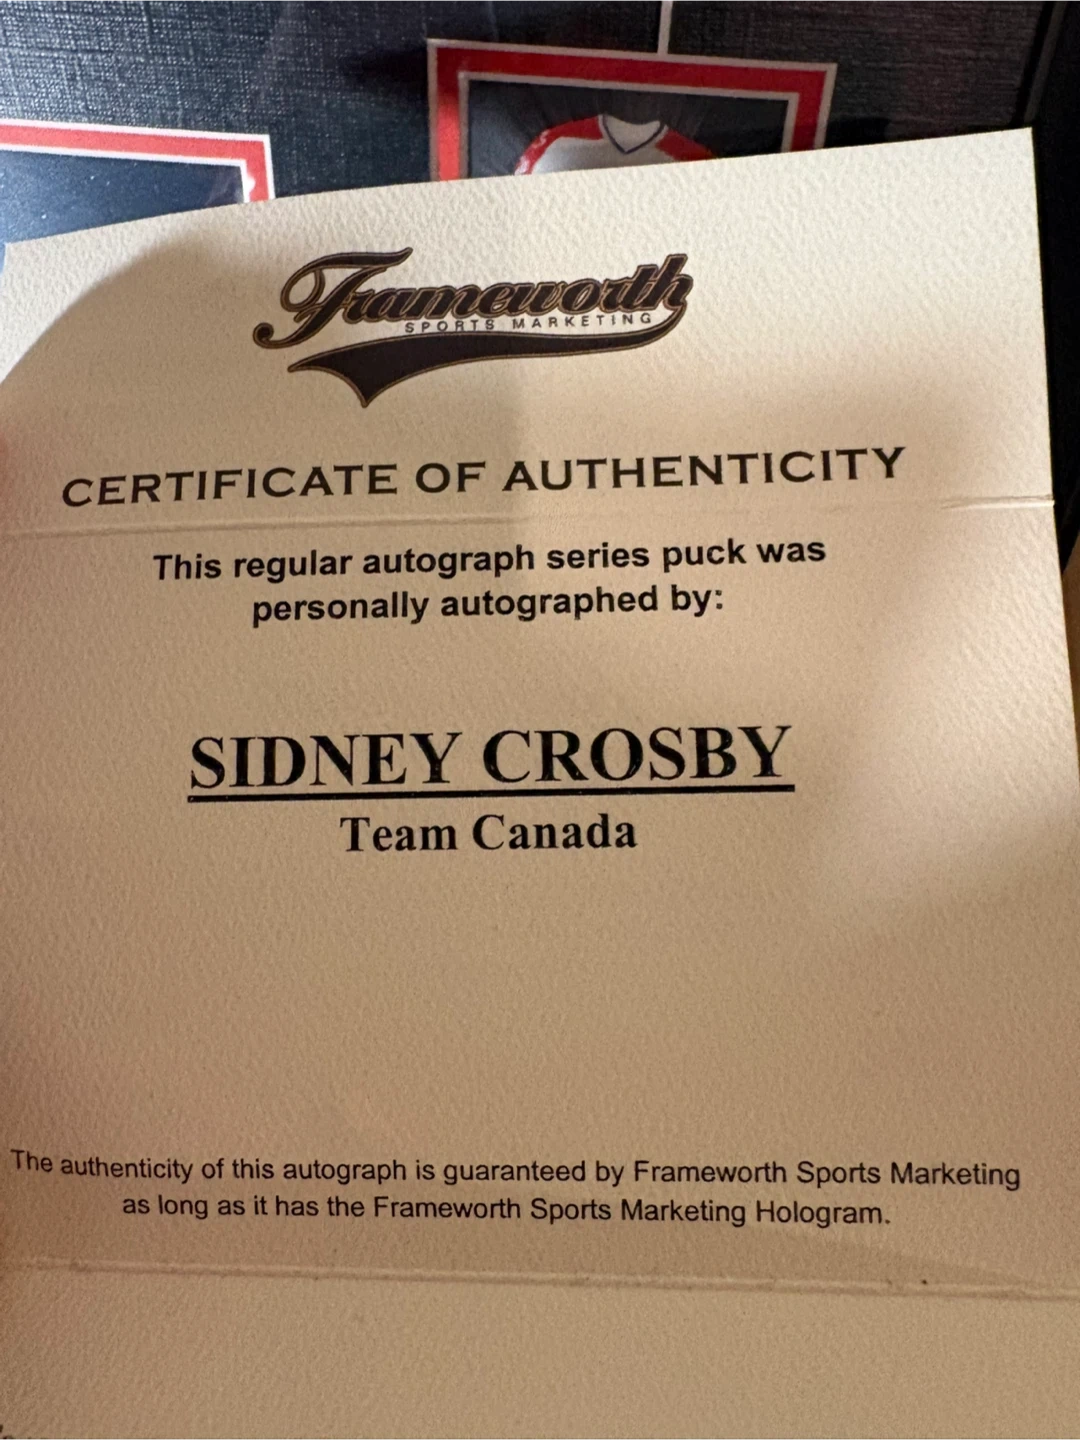 Frameworth
SPORTS MARKETING
CERTIFICATE OF AUTHENTICITY
This regular autograph series puck was
personally autographed by:
SIDNEY CROSBY
Team Canada
The authenticity of this autograph is guaranteed by Frameworth Sports Marketing
as long as it has the Frameworth Sports Marketing Hologram.